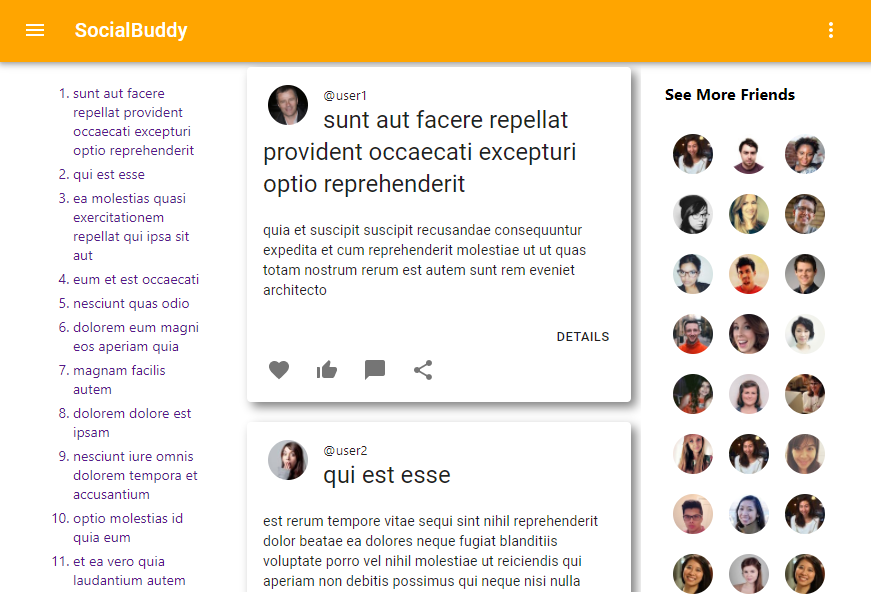 SocialBuddy
1. sunt aut facere
repellat provident
occaecati excepturi
optio reprehenderit
2. qui est esse
3. ea molestias quasi
exercitationem
repellat qui ipsa sit
aut
4. eum et est occaecati
5. nesciunt quas odio
6. dolorem eum magni
eos aperiam quia
7. magnam facilis
autem
8. dolorem dolore est
ipsam
9. nesciunt iure omnis
dolorem tempora et
accusantium
10. optio molestias id
quia eum
11. et ea vero quia
laudantium autem
@user1
sunt aut facere repellat
provident occaecati excepturi
optio reprehenderit
quia et suscipit suscipit recusandae consequuntur
expedita et cum reprehenderit molestiae ut ut quas
totam nostrum rerum est autem sunt rem eveniet
architecto
DETAILS
@user2
qui est esse
est rerum tempore vitae sequi sint nihil reprehenderit
dolor beatae ea dolores neque fugiat blanditiis
voluptate porro vel nihil molestiae ut reiciendis qui
aperiam non debitis possimus qui neque nisi nulla
See More Friends